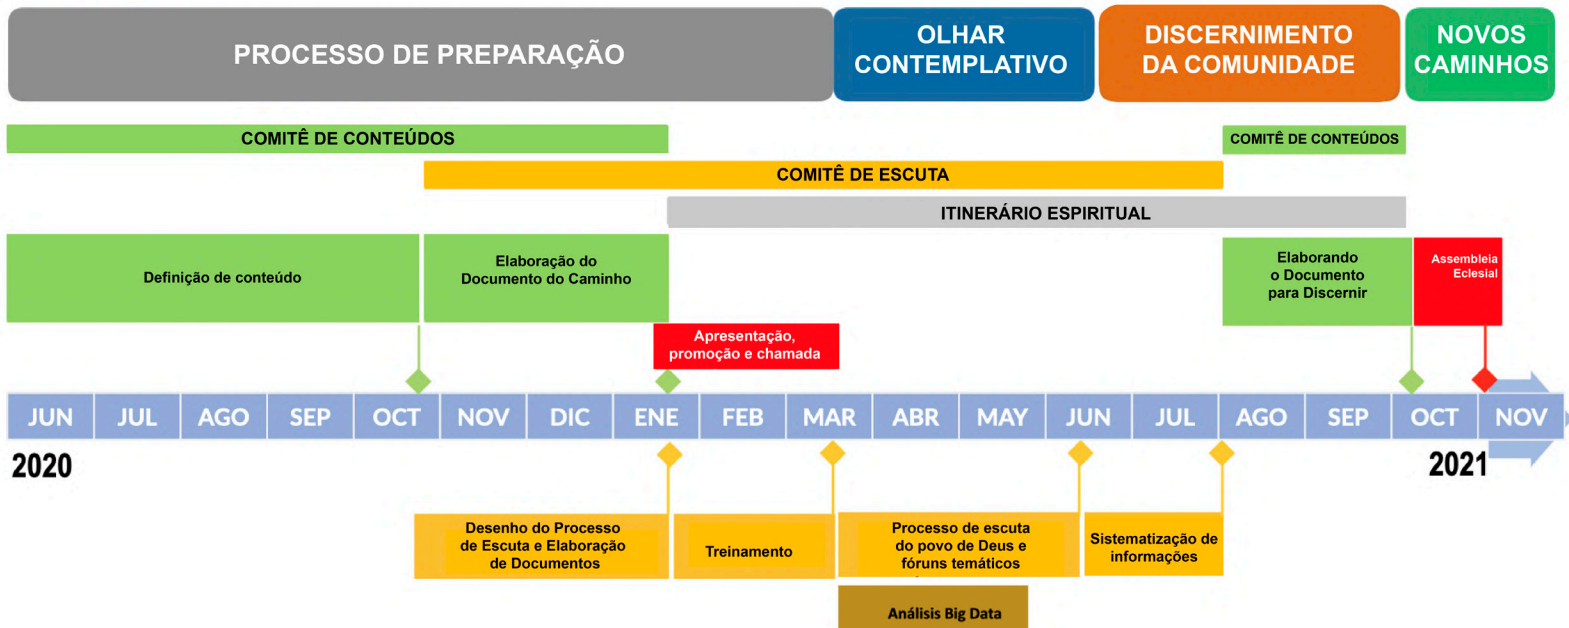 PROCESSO DE PREPARAÇÃO
OLHAR
CONTEMPLATIVO
DISCERNIMENTO
DA COMUNIDADE
NOVOS
CAMINHOS
COMITÊ DE CONTEÚDOS
COMITÊ DE CONTEÚDOS
COMITÊ DE ESCUTA
ITINERÁRIO ESPIRITUAL
Definição de conteúdo
Elaboração do
Documento do Caminho
Elaborando
o Documento
para Discernir
Assembleia
Eclesial
Apresentação,
promoção e chamada
JUN JUL AGO SEP OCT NOV DIC ENE FEB MAR ABR MAY JUN JUL AGO SEP OCT NOV
2020
2021
Desenho do Processo
de Escuta e Elaboração
de Documentos
Treinamento
Processo de escuta
do povo de Deus e
fóruns temáticos
Sistematização de
informações
Análisis Big Data